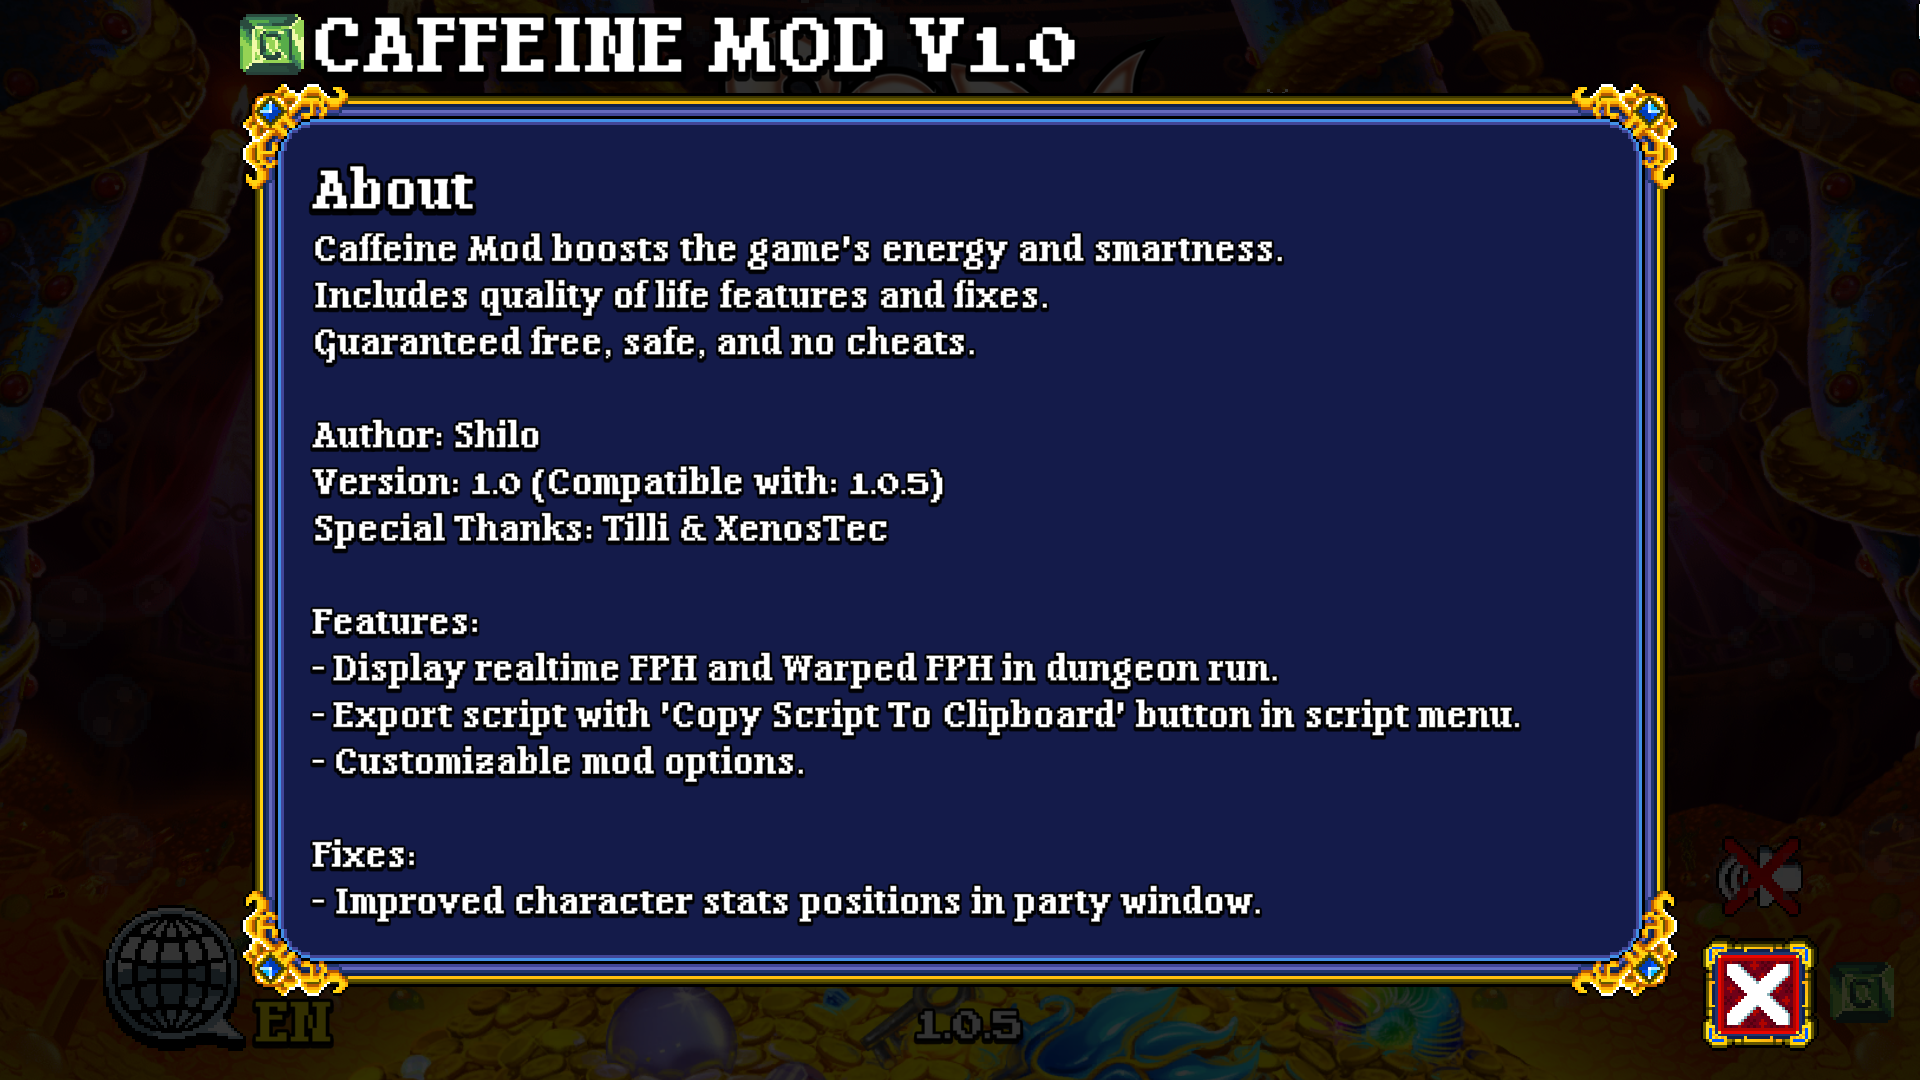 C CAFFEINE MOD V1.0
About
Caffeine Mod boosts the game's energy and smartness.
Includes quality of life features and fixes.
Guaranteed free, safe, and no cheats.
Author: Shilo
Version: 1.0 (Compatible with: 1.0.5)
Special Thanks: Tilli & XenosTec
Features:
- Display realtime FPH and Warped FPH in dungeon run.
- Export script with 'Copy Script To Clipboard' button in script menu.
- Customizable mod options.
Fixes:
- Improved character stats positions in party window.
EN
1.0.5
C